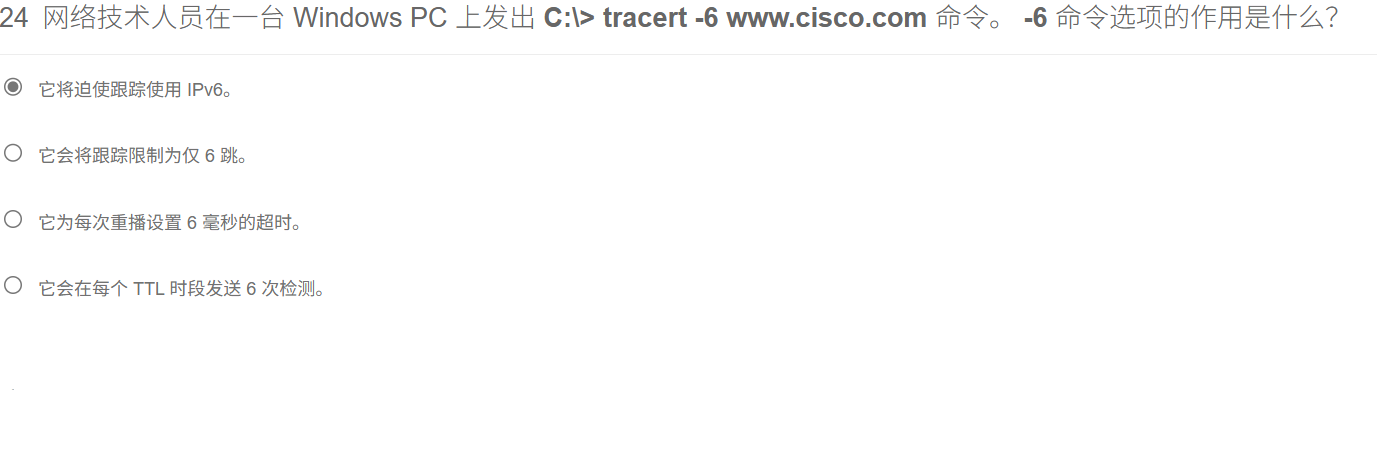 24 网络技术人员在一台 Windows PC 上发出 C:\> tracert -6 www.cisco.com 命令。 -6 命令选项的作用是什么？
它将迫使跟踪使用 IPv6。
它会将跟踪限制为仅 6 跳。
它为每次重播设置 6 毫秒的超时。
它会在每个 TTL 时段发送 6 次检测。